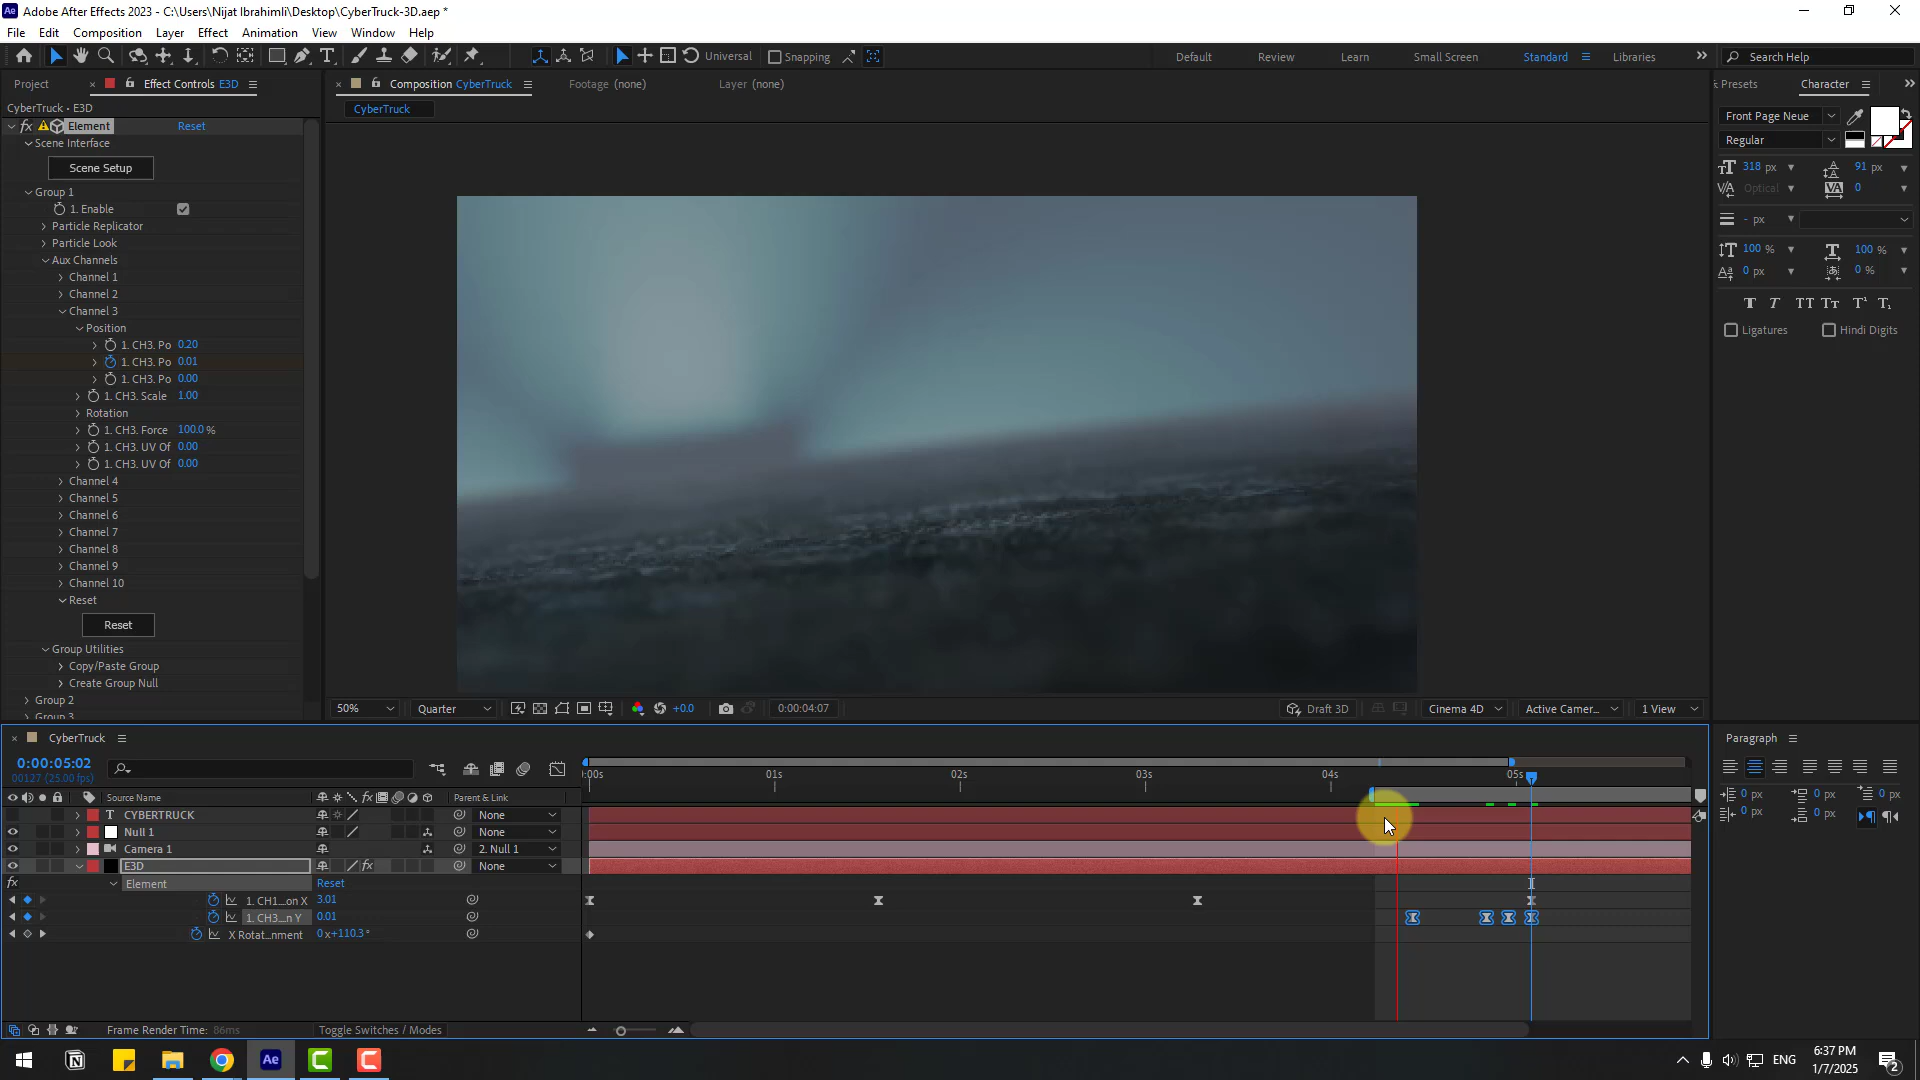 Adobe After Effects 2023 - C:\Users\Nijat Ibrahimli\Desktop\CyberTruck-3D.aep *
File Edit Composition Layer Effect Animation View Window Help
Universal Snapping Default Review Learn Small Screen Standard Libraries Search Help
Project Effect Controls E3D Composition CyberTruck Footage (none) Layer (none) Presets Character
CyberTruck • E3D
CyberTruck
Element Reset
Scene Interface
Scene Setup
Group 1
1. Enable
Particle Replicator
Particle Look
Aux Channels
Channel 1
Channel 2
Channel 3
Position
1. CH3. Po 0.20
1. CH3. Po 0.01
1. CH3. Po 0.00
1. CH3. Scale 1.00
Rotation
1. CH3. Force 100.0 %
1. CH3. UV Of 0.00
1. CH3. UV Of 0.00
Channel 4
Channel 5
Channel 6
Channel 7
Channel 8
Channel 9
Channel 10
Reset
Reset
Group Utilities
Copy/Paste Group
Create Group Null
Group 2
Group 3
Front Page Neue
Regular
318 px 91 px
Optical 0
- px
100 % 100 %
0 px 0 %
Ligatures Hindi Digits
50% Quarter +0.0 0:00:04:07 Draft 3D Cinema 4D Active Camer... 1 View
CyberTruck
Paragraph
0:00:05:02
00127 (25.00 fps)
:00s 01s 02s 03s 04s 05s
0 px 0 px 0 px
0 px 0 px
Source Name Parent & Link
CYBERTRUCK None
Null 1 None
Camera 1 2. Null 1
E3D None
Element Reset
1. CH1....on X 3.01
1. CH3....n Y 0.01
X Rotat...nment 0 x+110.3°
Frame Render Time: 86ms Toggle Switches / Modes
ENG
6:37 PM
1/7/2025
2